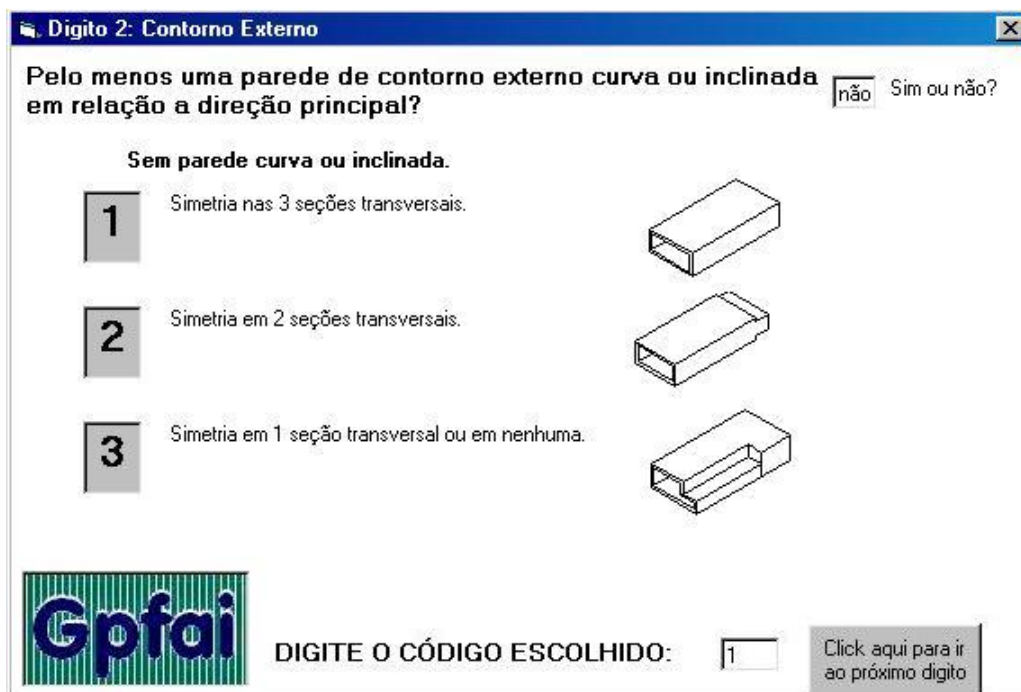 Digito 2: Contorno Externo
Pelo menos uma parede de contorno externo curva ou inclinada
em relação a direção principal?
não
Sim ou não?
Sem parede curva ou inclinada.
1
Simetria nas 3 seções transversais.
2
Simetria em 2 seções transversais.
3
Simetria em 1 seção transversal ou em nenhuma.
Gpfai
DIGITE O CÓDIGO ESCOLHIDO:
1
Click aqui para ir
ao próximo digito